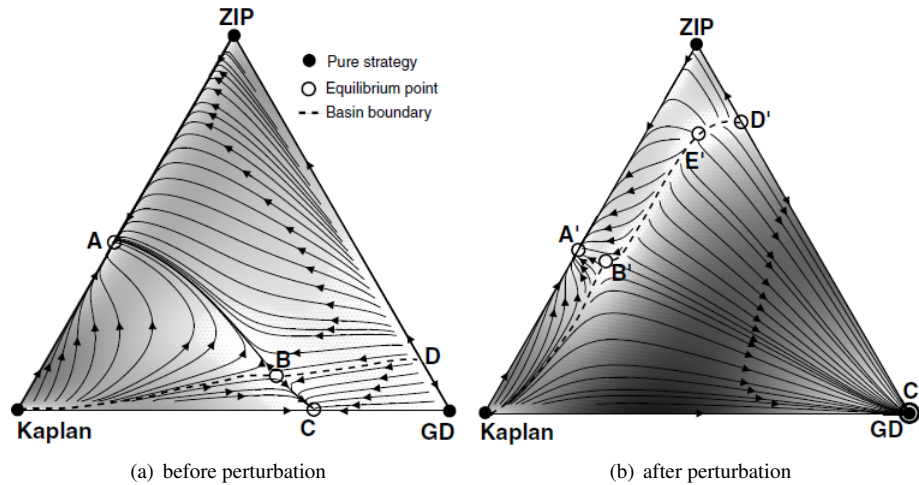 ZIP
Pure strategy
Equilibrium point
Basin boundary
A
B
D
C
Kaplan
GD
(a) before perturbation
ZIP
D'
E'
A'
B'
C
Kaplan
GD
(b) after perturbation